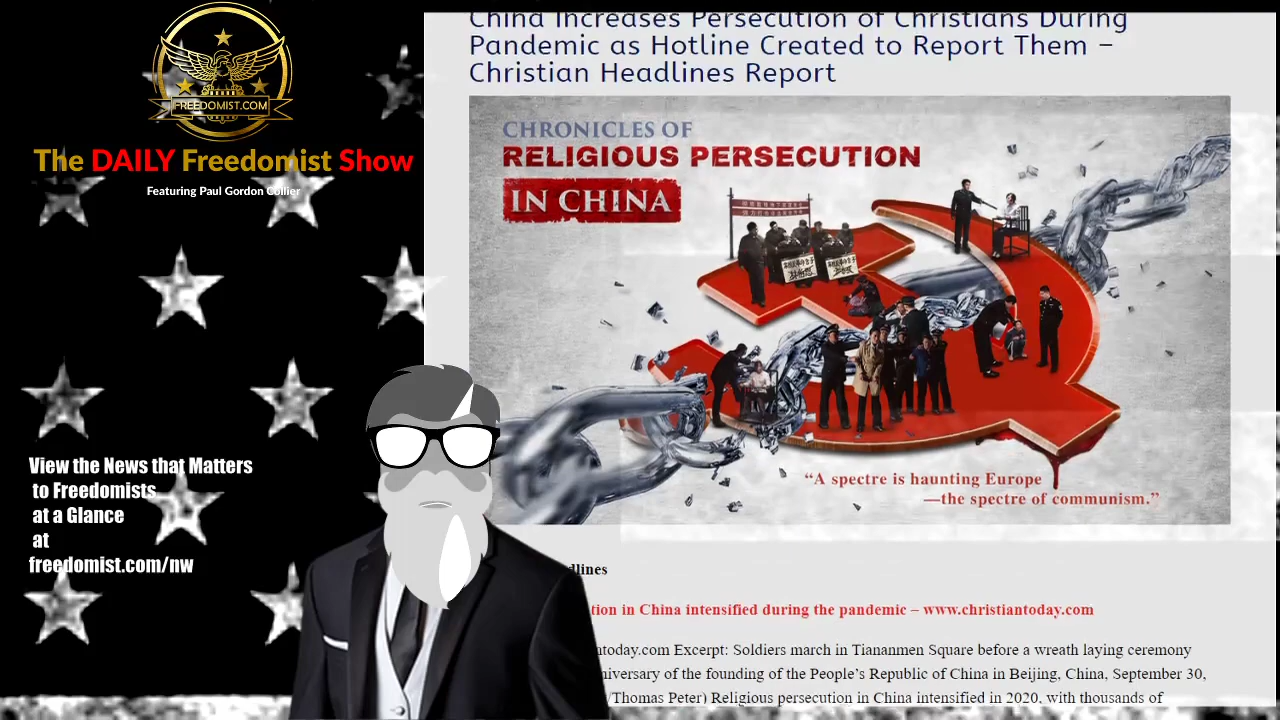 FREEDOMIST.COM
The DAILY Freedomist Show
Featuring Paul Gordon Collier
View the News that Matters
to Freedomists
at a Glance
at
freedomist.com/nw
China Increases Persecution of Christians During
Pandemic as Hotline Created to Report Them –
Christian Headlines Report
CHRONICLES OF
RELIGIOUS PERSECUTION
IN CHINA
“A spectre is haunting Europe
—the spectre of communism.”
in China intensified during the pandemic – www.christiantoday.com
Excerpt: Soldiers march in Tiananmen Square before a wreath laying ceremony
of the founding of the People’s Republic of China in Beijing, China, September 30,
/Thomas Peter) Religious persecution in China intensified in 2020, with thousands of